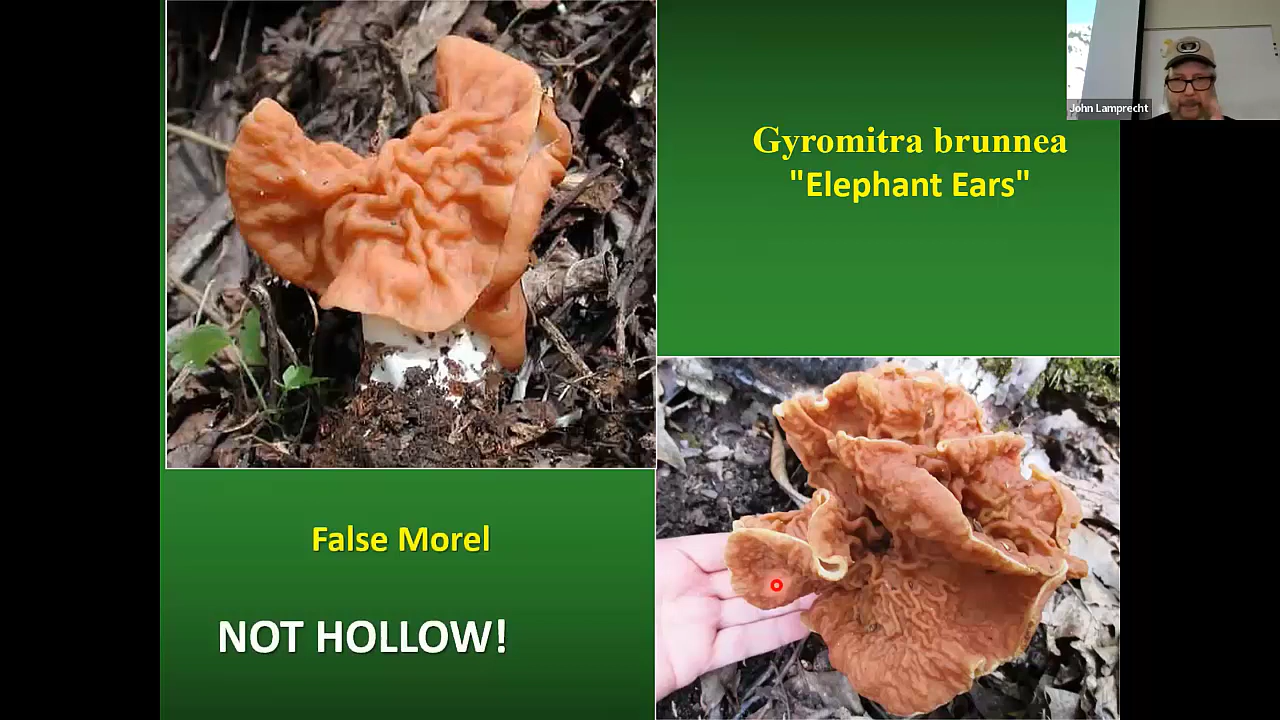 John Lamprecht
Gyromitra brunnea
"Elephant Ears"
False Morel
NOT HOLLOW!